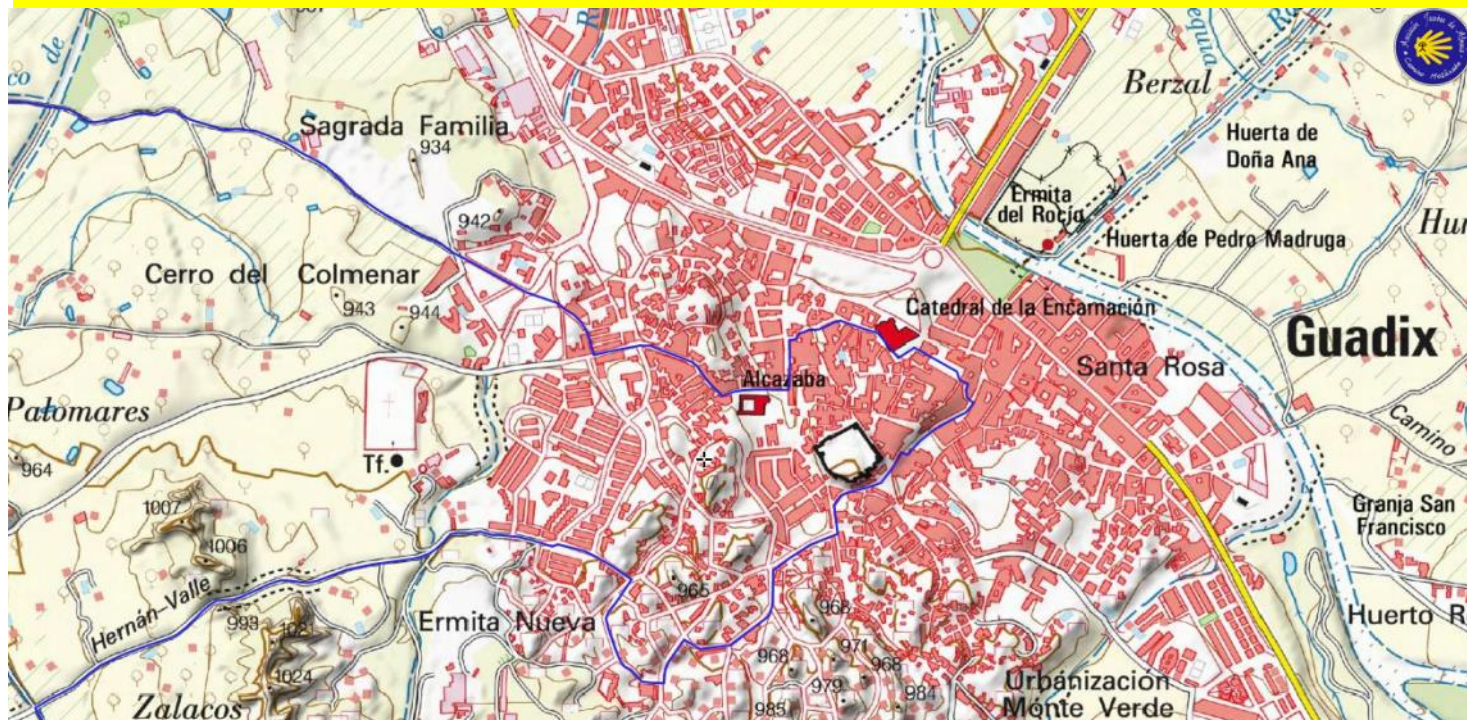 de
Sagrada Familia
934
942
Cerro del Colmenar
943
944
Palomares
964
Tf.
1007
1006
Hernán-Valle
993
1024
Zalacos
Ermita Nueva
965
968
968
971
968
979
984
985
Alcazaba
Catedral de la Encarnación
Berzal
Huerta de
Doña Ana
Ermita
del Rocío
Huerta de Pedro Madruga
Guadix
Santa Rosa
Camino
Granja San
Francisco
Huerto R
Urbanización
Monte Verde